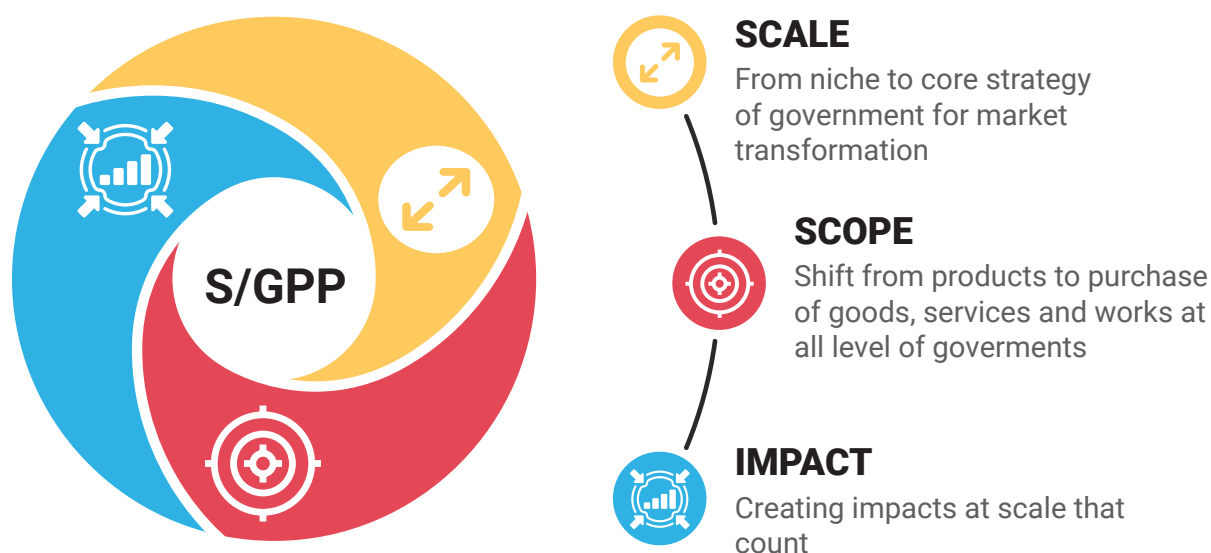 S/GPP
SCALE
From niche to core strategy
of government for market
transformation
SCOPE
Shift from products to purchase
of goods, services and works at
all level of goverments
IMPACT
Creating impacts at scale that
count